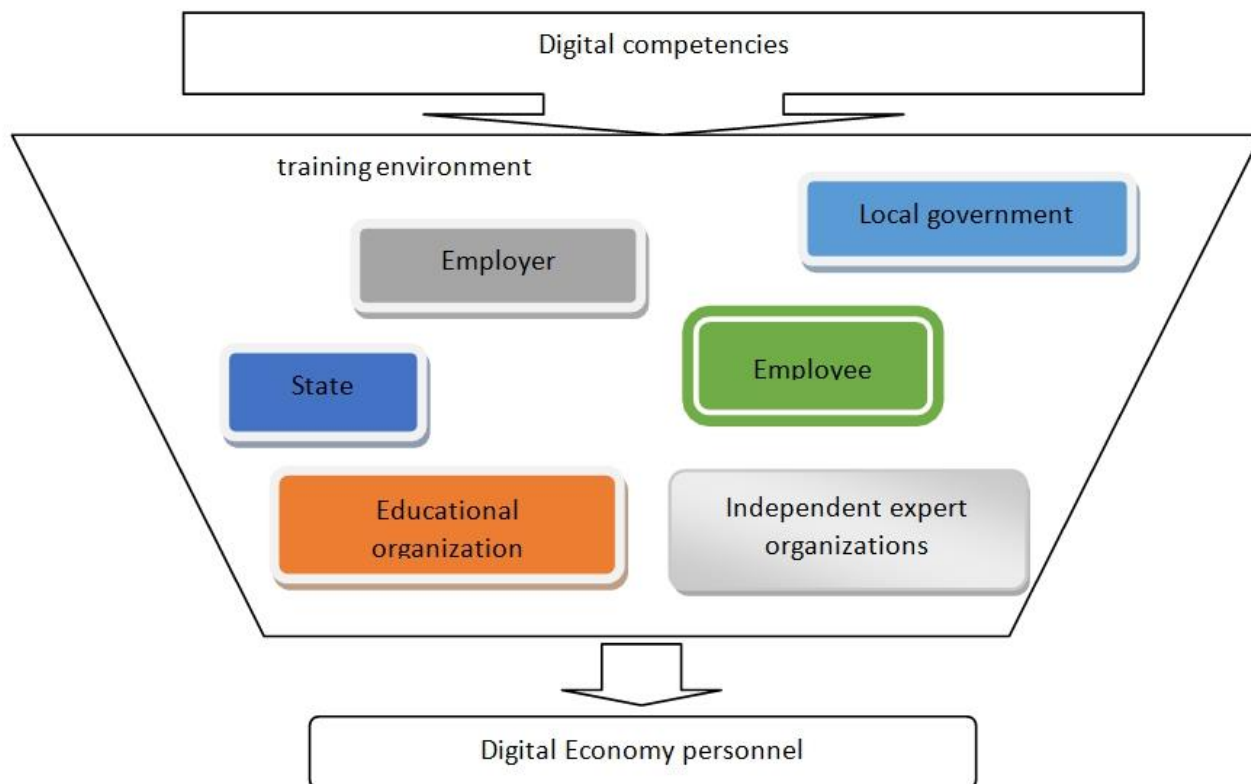 Digital competencies
training environment
Local government
Employer
Employee
State
Educational
organization
Independent expert
organizations
Digital Economy personnel